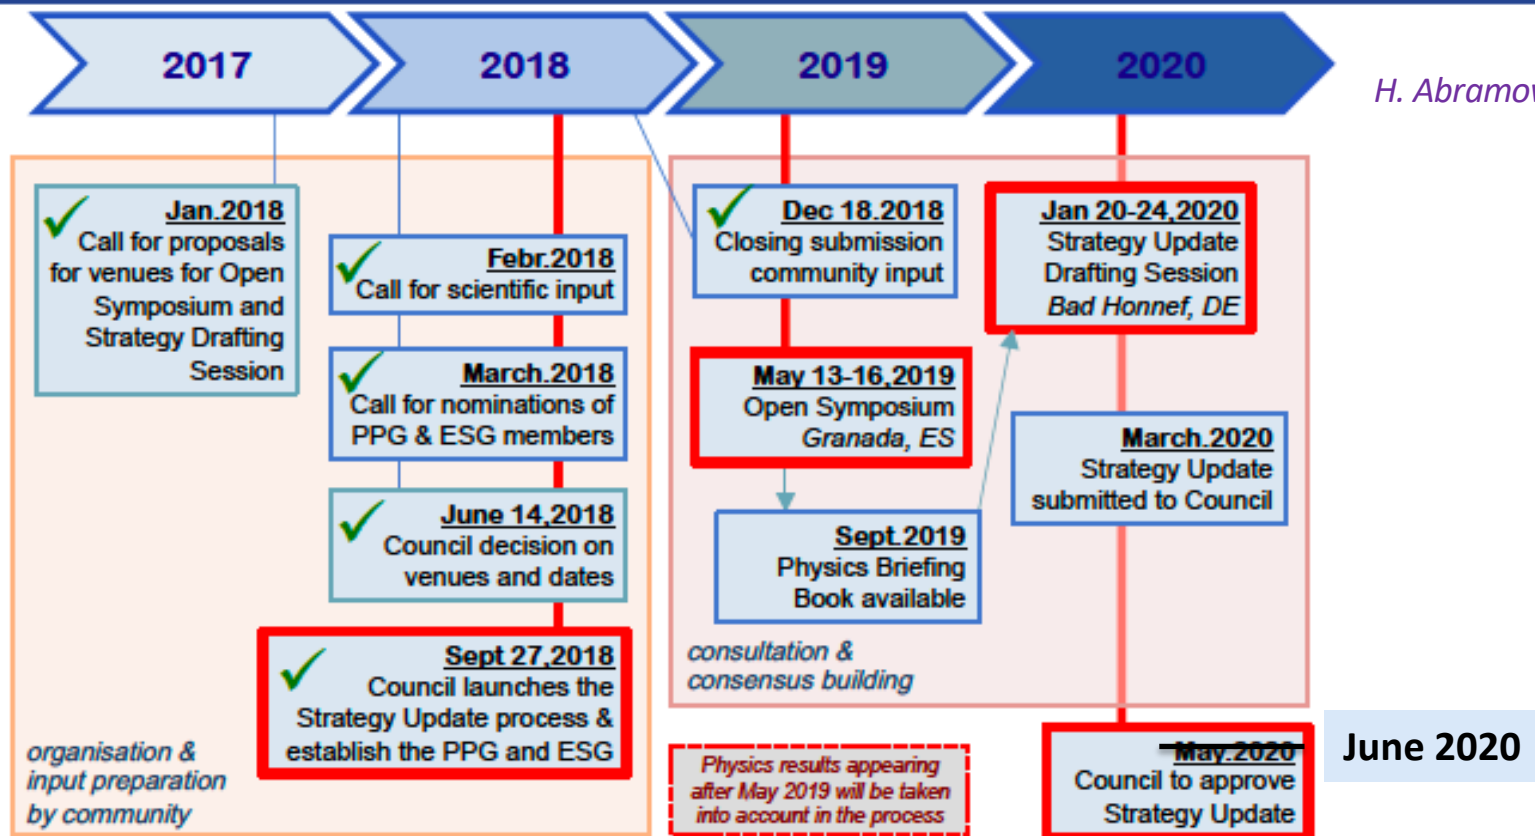 2017
2018
2019
2020
H. Abramov
Jan.2018
Call for proposals
for venues for Open
Symposium and
Strategy Drafting
Session
Febr.2018
Call for scientific input
March.2018
Call for nominations of
PPG & ESG members
June 14,2018
Council decision on
venues and dates
Sept 27,2018
Council launches the
Strategy Update process &
establish the PPG and ESG
organisation &
input preparation
by community
Dec 18.2018
Closing submission
community input
May 13-16,2019
Open Symposium
Granada, ES
Sept.2019
Physics Briefing
Book available
consultation &
consensus building
Physics results appearing
after May 2019 will be taken
into account in the process
Jan 20-24,2020
Strategy Update
Drafting Session
Bad Honnef, DE
March.2020
Strategy Update
submitted to Council
May.2020
Council to approve
Strategy Update
June 2020